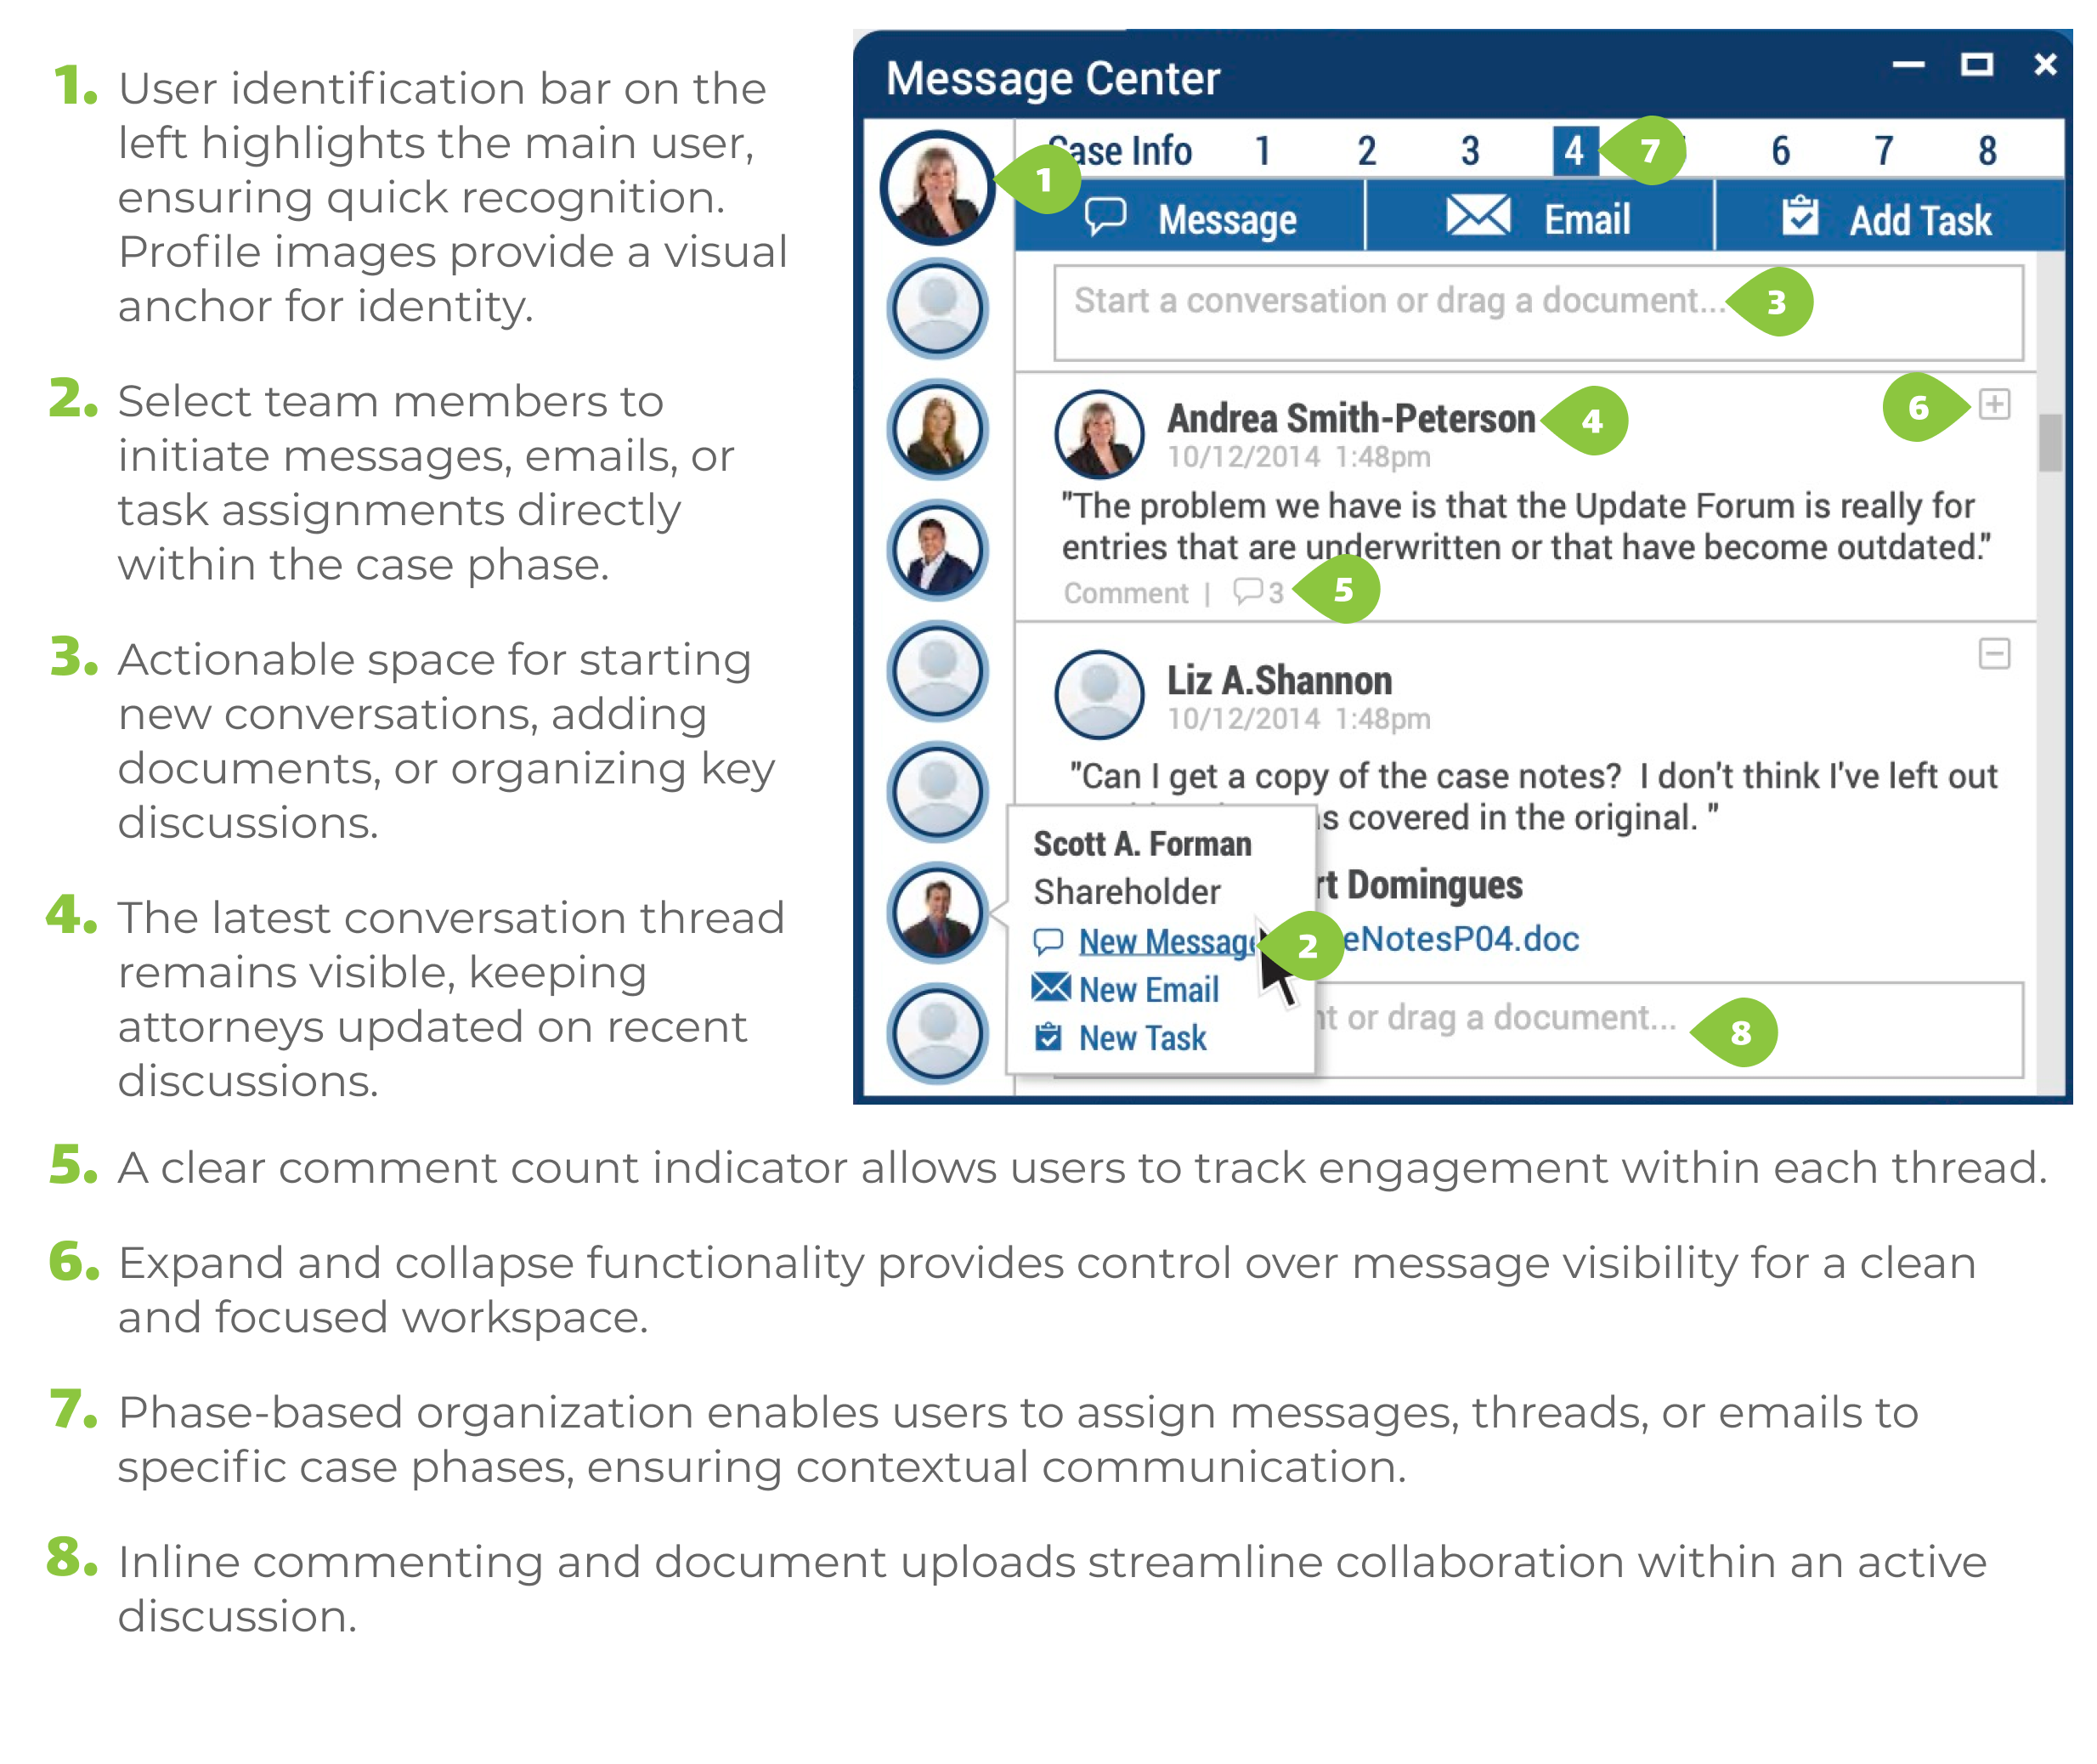 1. User identification bar on the
left highlights the main user,
ensuring quick recognition.
Profile images provide a visual
anchor for identity.
2. Select team members to
initiate messages, emails, or
task assignments directly
within the case phase.
3. Actionable space for starting
new conversations, adding
documents, or organizing key
discussions.
4. The latest conversation thread
remains visible, keeping
attorneys updated on recent
discussions.
Message Center
Case Info 1 2 3 4 7 6 7 8
1
Message Email Add Task
Start a conversation or drag a document... 3
Andrea Smith-Peterson 4 6
10/12/2014 1:48pm
"The problem we have is that the Update Forum is really for
entries that are underwritten or that have become outdated."
Comment | 3 5
Liz A.Shannon
10/12/2014 1:48pm
"Can I get a copy of the case notes? I don't think I've left out
covered in the original. "
Domingues
eNotesP04.doc
or drag a document... 8
Scott A. Forman
Shareholder
New Message 2
New Email
New Task
5. A clear comment count indicator allows users to track engagement within each thread.
6. Expand and collapse functionality provides control over message visibility for a clean
and focused workspace.
7. Phase-based organization enables users to assign messages, threads, or emails to
specific case phases, ensuring contextual communication.
8. Inline commenting and document uploads streamline collaboration within an active
discussion.